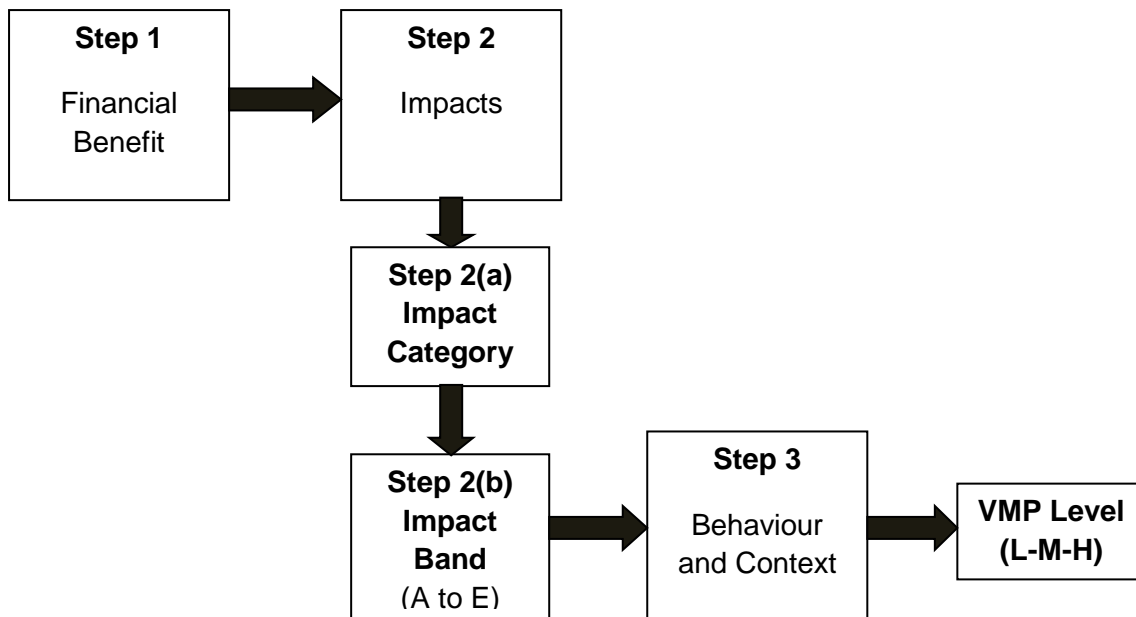 Step 1
Financial
Benefit
Step 2
Impacts
Step 2(a)
Impact
Category
Step 2(b)
Impact
Band
(A to E)
Step 3
Behaviour
and Context
VMP Level
(L-M-H)